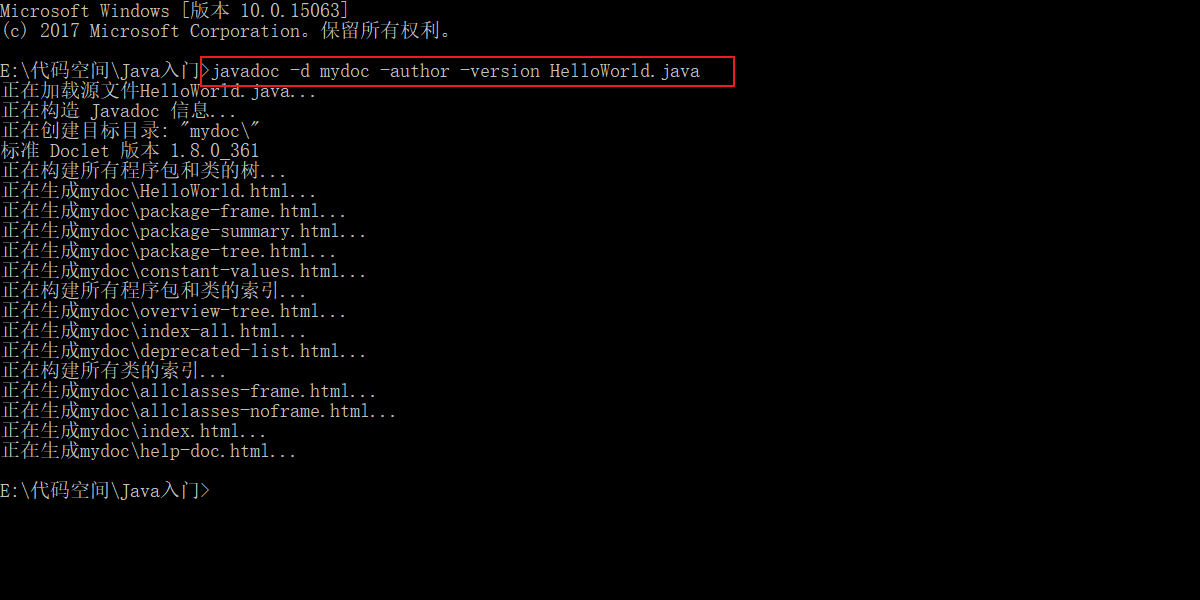 Microsoft Windows [版本 10.0.15063]
(c) 2017 Microsoft Corporation。保留所有权利。
E:\代码空间\Java入门>javadoc -d mydoc -author -version HelloWorld.java
正在加载源文件HelloWorld.java...
正在构造 Javadoc 信息...
正在创建目标目录: "mydoc\"
标准 Doclet 版本 1.8.0_361
正在构建所有程序包和类的树...
正在生成mydoc\HelloWorld.html...
正在生成mydoc\package-frame.html...
正在生成mydoc\package-summary.html...
正在生成mydoc\package-tree.html...
正在生成mydoc\constant-values.html...
正在构建所有程序包和类的索引...
正在生成mydoc\overview-tree.html...
正在生成mydoc\index-all.html...
正在生成mydoc\deprecated-list.html...
正在构建所有类的索引...
正在生成mydoc\allclasses-frame.html...
正在生成mydoc\allclasses-noframe.html...
正在生成mydoc\index.html...
正在生成mydoc\help-doc.html...
E:\代码空间\Java入门>